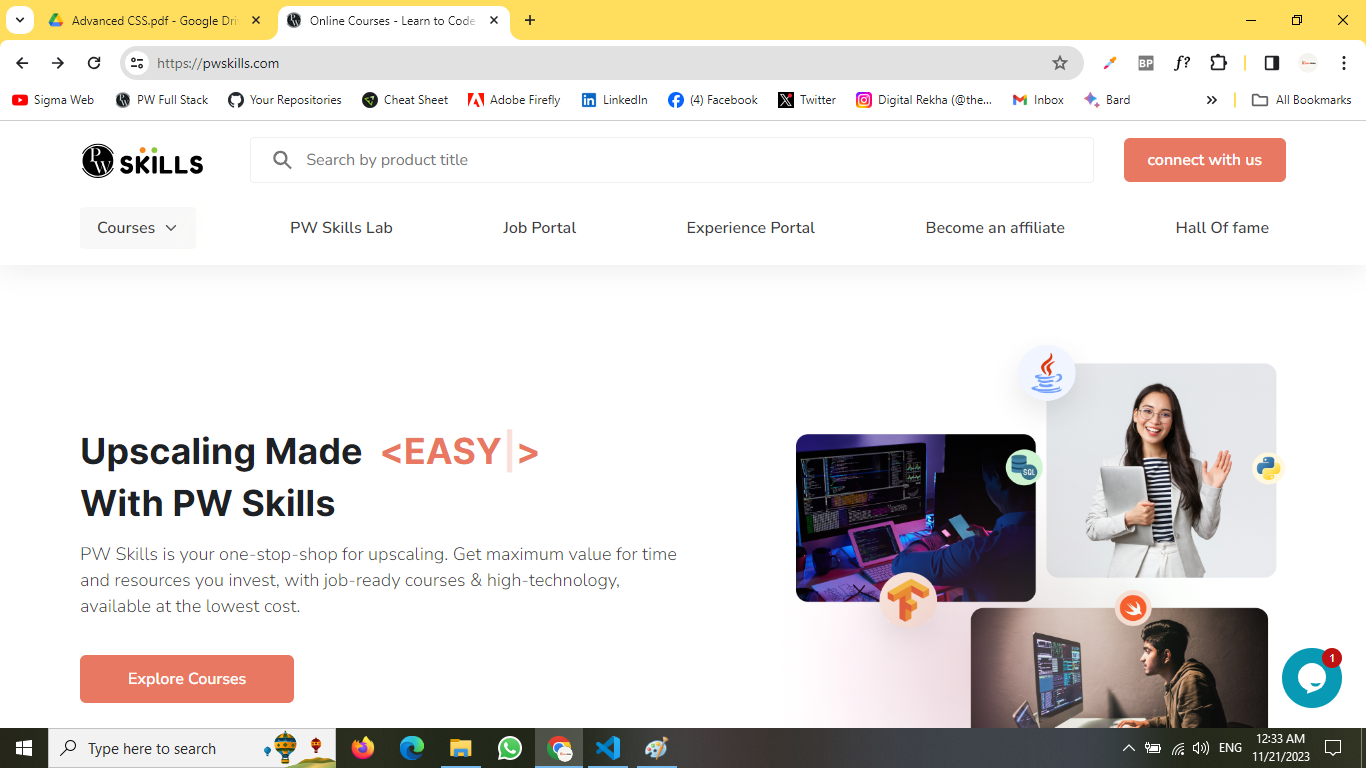 Advanced CSS.pdf - Google Dri
Online Courses - Learn to Code
https://pwskills.com
BP
f?
Sigma Web
PW Full Stack
Your Repositories
Cheat Sheet
Adobe Firefly
LinkedIn
(4) Facebook
Twitter
Digital Rekha (@the...
Inbox
Bard
All Bookmarks
PW SKILLS
Search by product title
connect with us
Courses
PW Skills Lab
Job Portal
Experience Portal
Become an affiliate
Hall Of fame
Upscaling Made <EASY|>
With PW Skills
PW Skills is your one-stop-shop for upscaling. Get maximum value for time
and resources you invest, with job-ready courses & high-technology,
available at the lowest cost.
Explore Courses
SQL
1
Type here to search
ENG
12:33 AM
11/21/2023